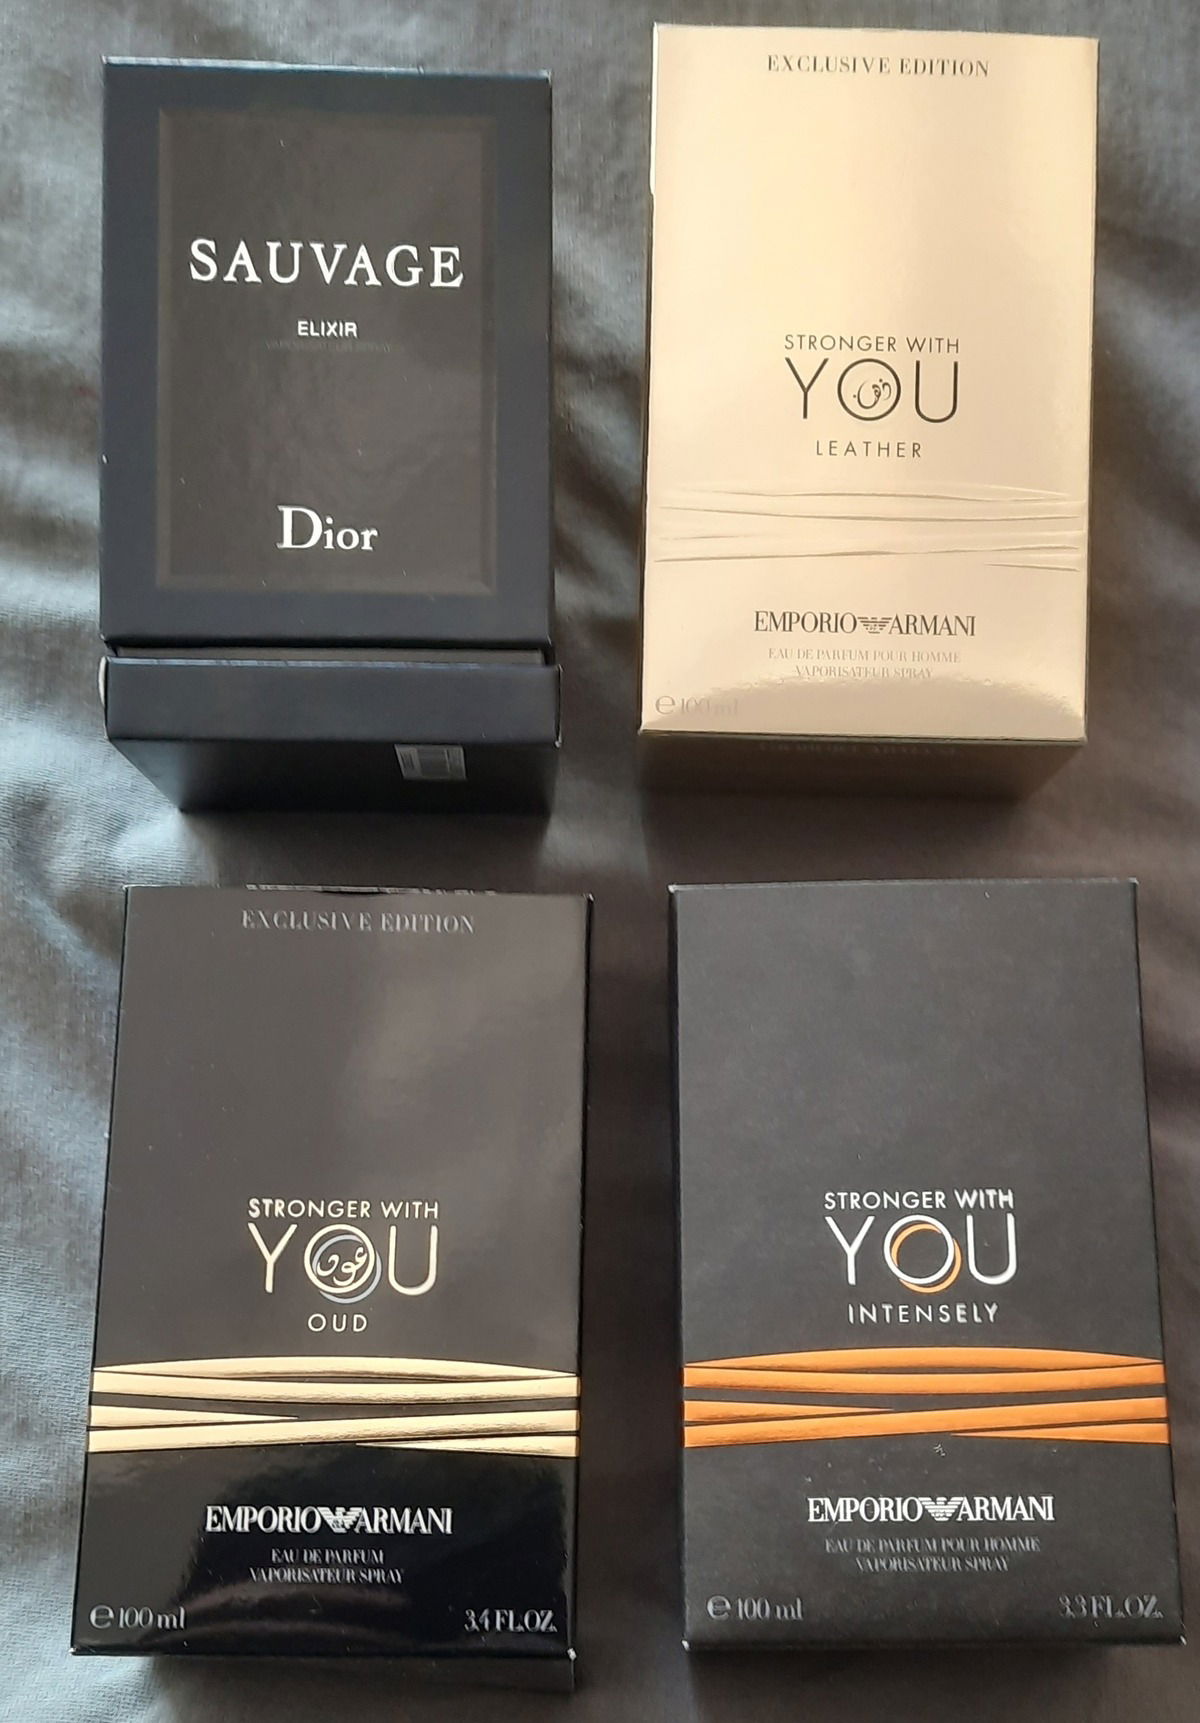 SAUVAGE
ELIXIR
VAPORISATEUR SPRAY
Dior
EXCLUSIVE EDITION
STRONGER WITH
YOU
LEATHER
EMPORIO ARMANI
EAU DE PARFUM POUR HOMME
VAPORISATEUR SPRAY
e 100 ml
EXCLUSIVE EDITION
STRONGER WITH
YOU
عود
OUD
EMPORIO ARMANI
EAU DE PARFUM
VAPORISATEUR SPRAY
e 100 ml 3.4 FL.OZ.
STRONGER WITH
YOU
INTENSELY
EMPORIO ARMANI
EAU DE PARFUM POUR HOMME
VAPORISATEUR SPRAY
e 100 ml 3.3 FL.OZ.